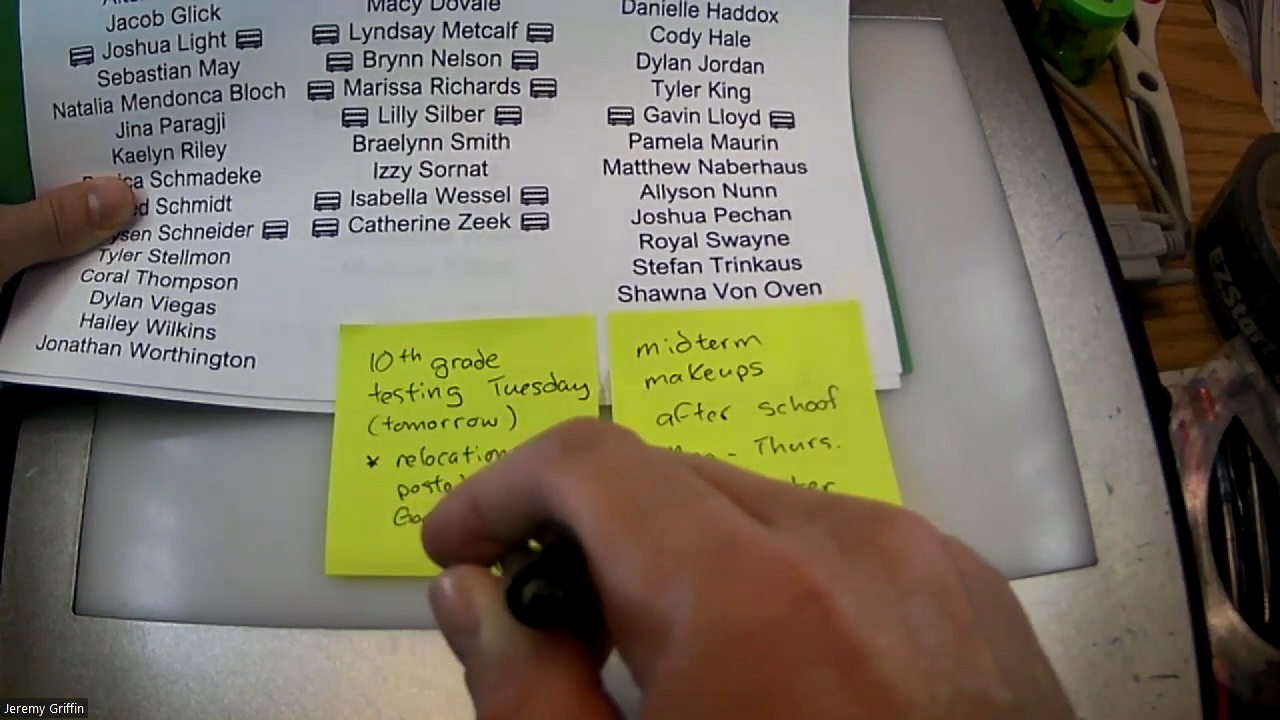 Jacob Glick
Joshua Light
Sebastian May
Natalia Mendonca Bloch
Jina Paragji
Kaelyn Riley
Schmadeke
Schmidt
Schneider
Tyler Stellmon
Coral Thompson
Dylan Viegas
Hailey Wilkins
Jonathan Worthington
Macy Dovale
Lyndsay Metcalf
Brynn Nelson
Marissa Richards
Lilly Silber
Braelynn Smith
Izzy Sornat
Isabella Wessel
Catherine Zeek
Danielle Haddox
Cody Hale
Dylan Jordan
Tyler King
Gavin Lloyd
Pamela Maurin
Matthew Naberhaus
Allyson Nunn
Joshua Pechan
Royal Swayne
Stefan Trinkaus
Shawna Von Oven
10th grade
testing Tuesday
(tomorrow)
* relocation
midterm
makeups
after school
- Thurs.
EZstar
Jeremy Griffin